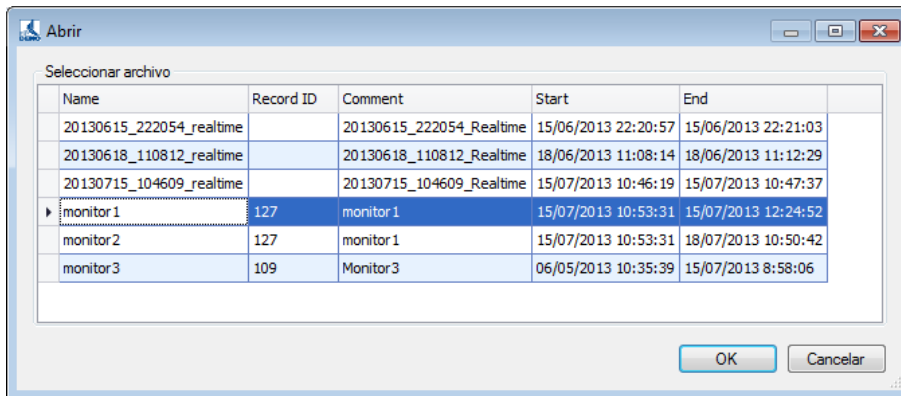 Abrir
Seleccionar archivo
Name Record ID Comment Start End
20130615_222054_realtime 20130615_222054_Realtime 15/06/2013 22:20:57 15/06/2013 22:21:03
20130618_110812_realtime 20130618_110812_Realtime 18/06/2013 11:08:14 18/06/2013 11:12:29
20130715_104609_realtime 20130715_104609_Realtime 15/07/2013 10:46:19 15/07/2013 10:47:37
monitor1 127 monitor1 15/07/2013 10:53:31 15/07/2013 12:24:52
monitor2 127 monitor1 15/07/2013 10:53:31 18/07/2013 10:50:42
monitor3 109 Monitor3 06/05/2013 10:35:39 15/07/2013 8:58:06
OK Cancelar